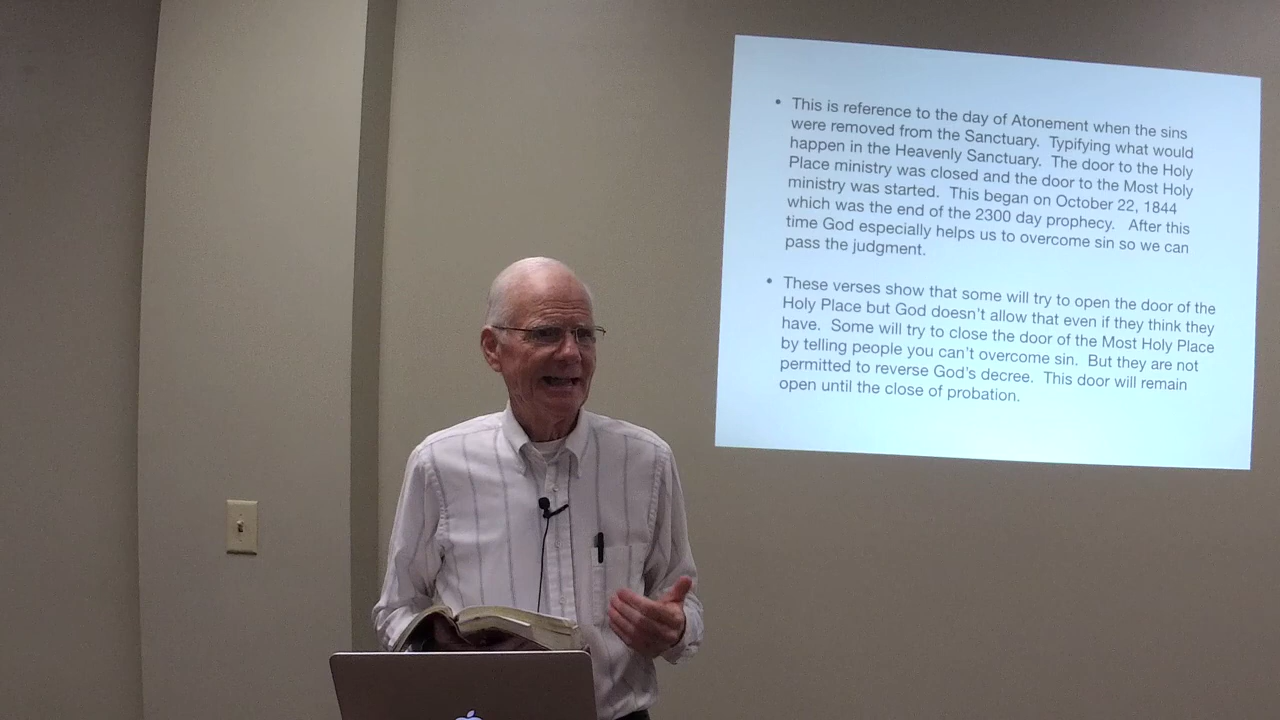 • This is reference to the day of Atonement when the sins
were removed from the Sanctuary. Typifying what would
happen in the Heavenly Sanctuary. The door to the Holy
Place ministry was closed and the door to the Most Holy
ministry was started. This began on October 22, 1844
which was the end of the 2300 day prophecy. After this
time God especially helps us to overcome sin so we can
pass the judgment.
• These verses show that some will try to open the door of the
Holy Place but God doesn't allow that even if they think they
have. Some will try to close the door of the Most Holy Place
by telling people you can't overcome sin. But they are not
permitted to reverse God's decree. This door will remain
open until the close of probation.